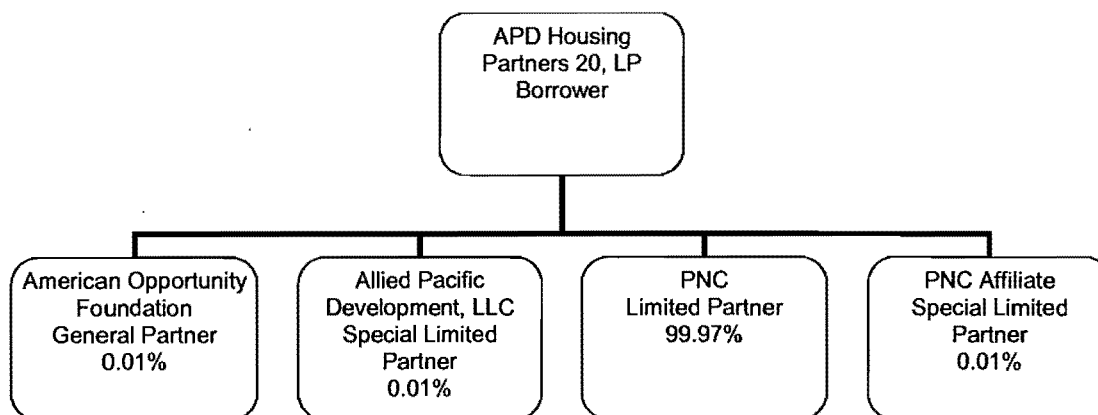 APD Housing
Partners 20, LP
Borrower
American Opportunity
Foundation
General Partner
0.01%
Allied Pacific
Development, LLC
Special Limited
Partner
0.01%
PNC
Limited Partner
99.97%
PNC Affiliate
Special Limited
Partner
0.01%